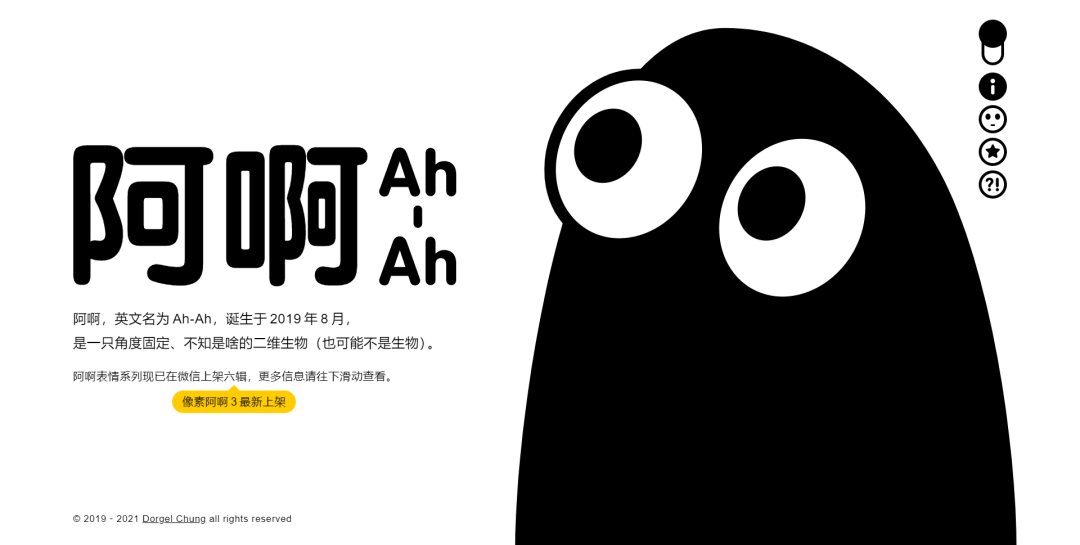 阿啊
Ah
-
Ah
阿啊，英文名为 Ah-Ah，诞生于 2019 年 8 月，
是一只角度固定、不知是啥的二维生物（也可能不是生物）。
阿啊表情系列现已在微信上架六辑，更多信息请往下滑动查看。
像素阿啊 3 最新上架
© 2019 - 2021 Dorgel Chung all rights reserved
i
?!